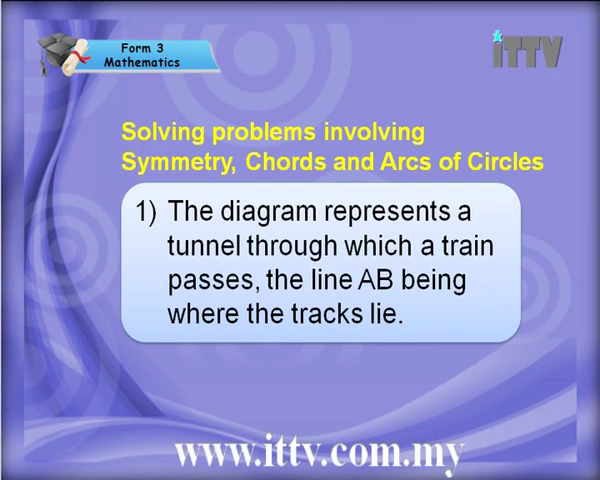 Form 3
Mathematics
iTTV
Solving problems involving
Symmetry, Chords and Arcs of Circles
1) The diagram represents a
tunnel through which a train
passes, the line AB being
where the tracks lie.
www.ittv.com.my